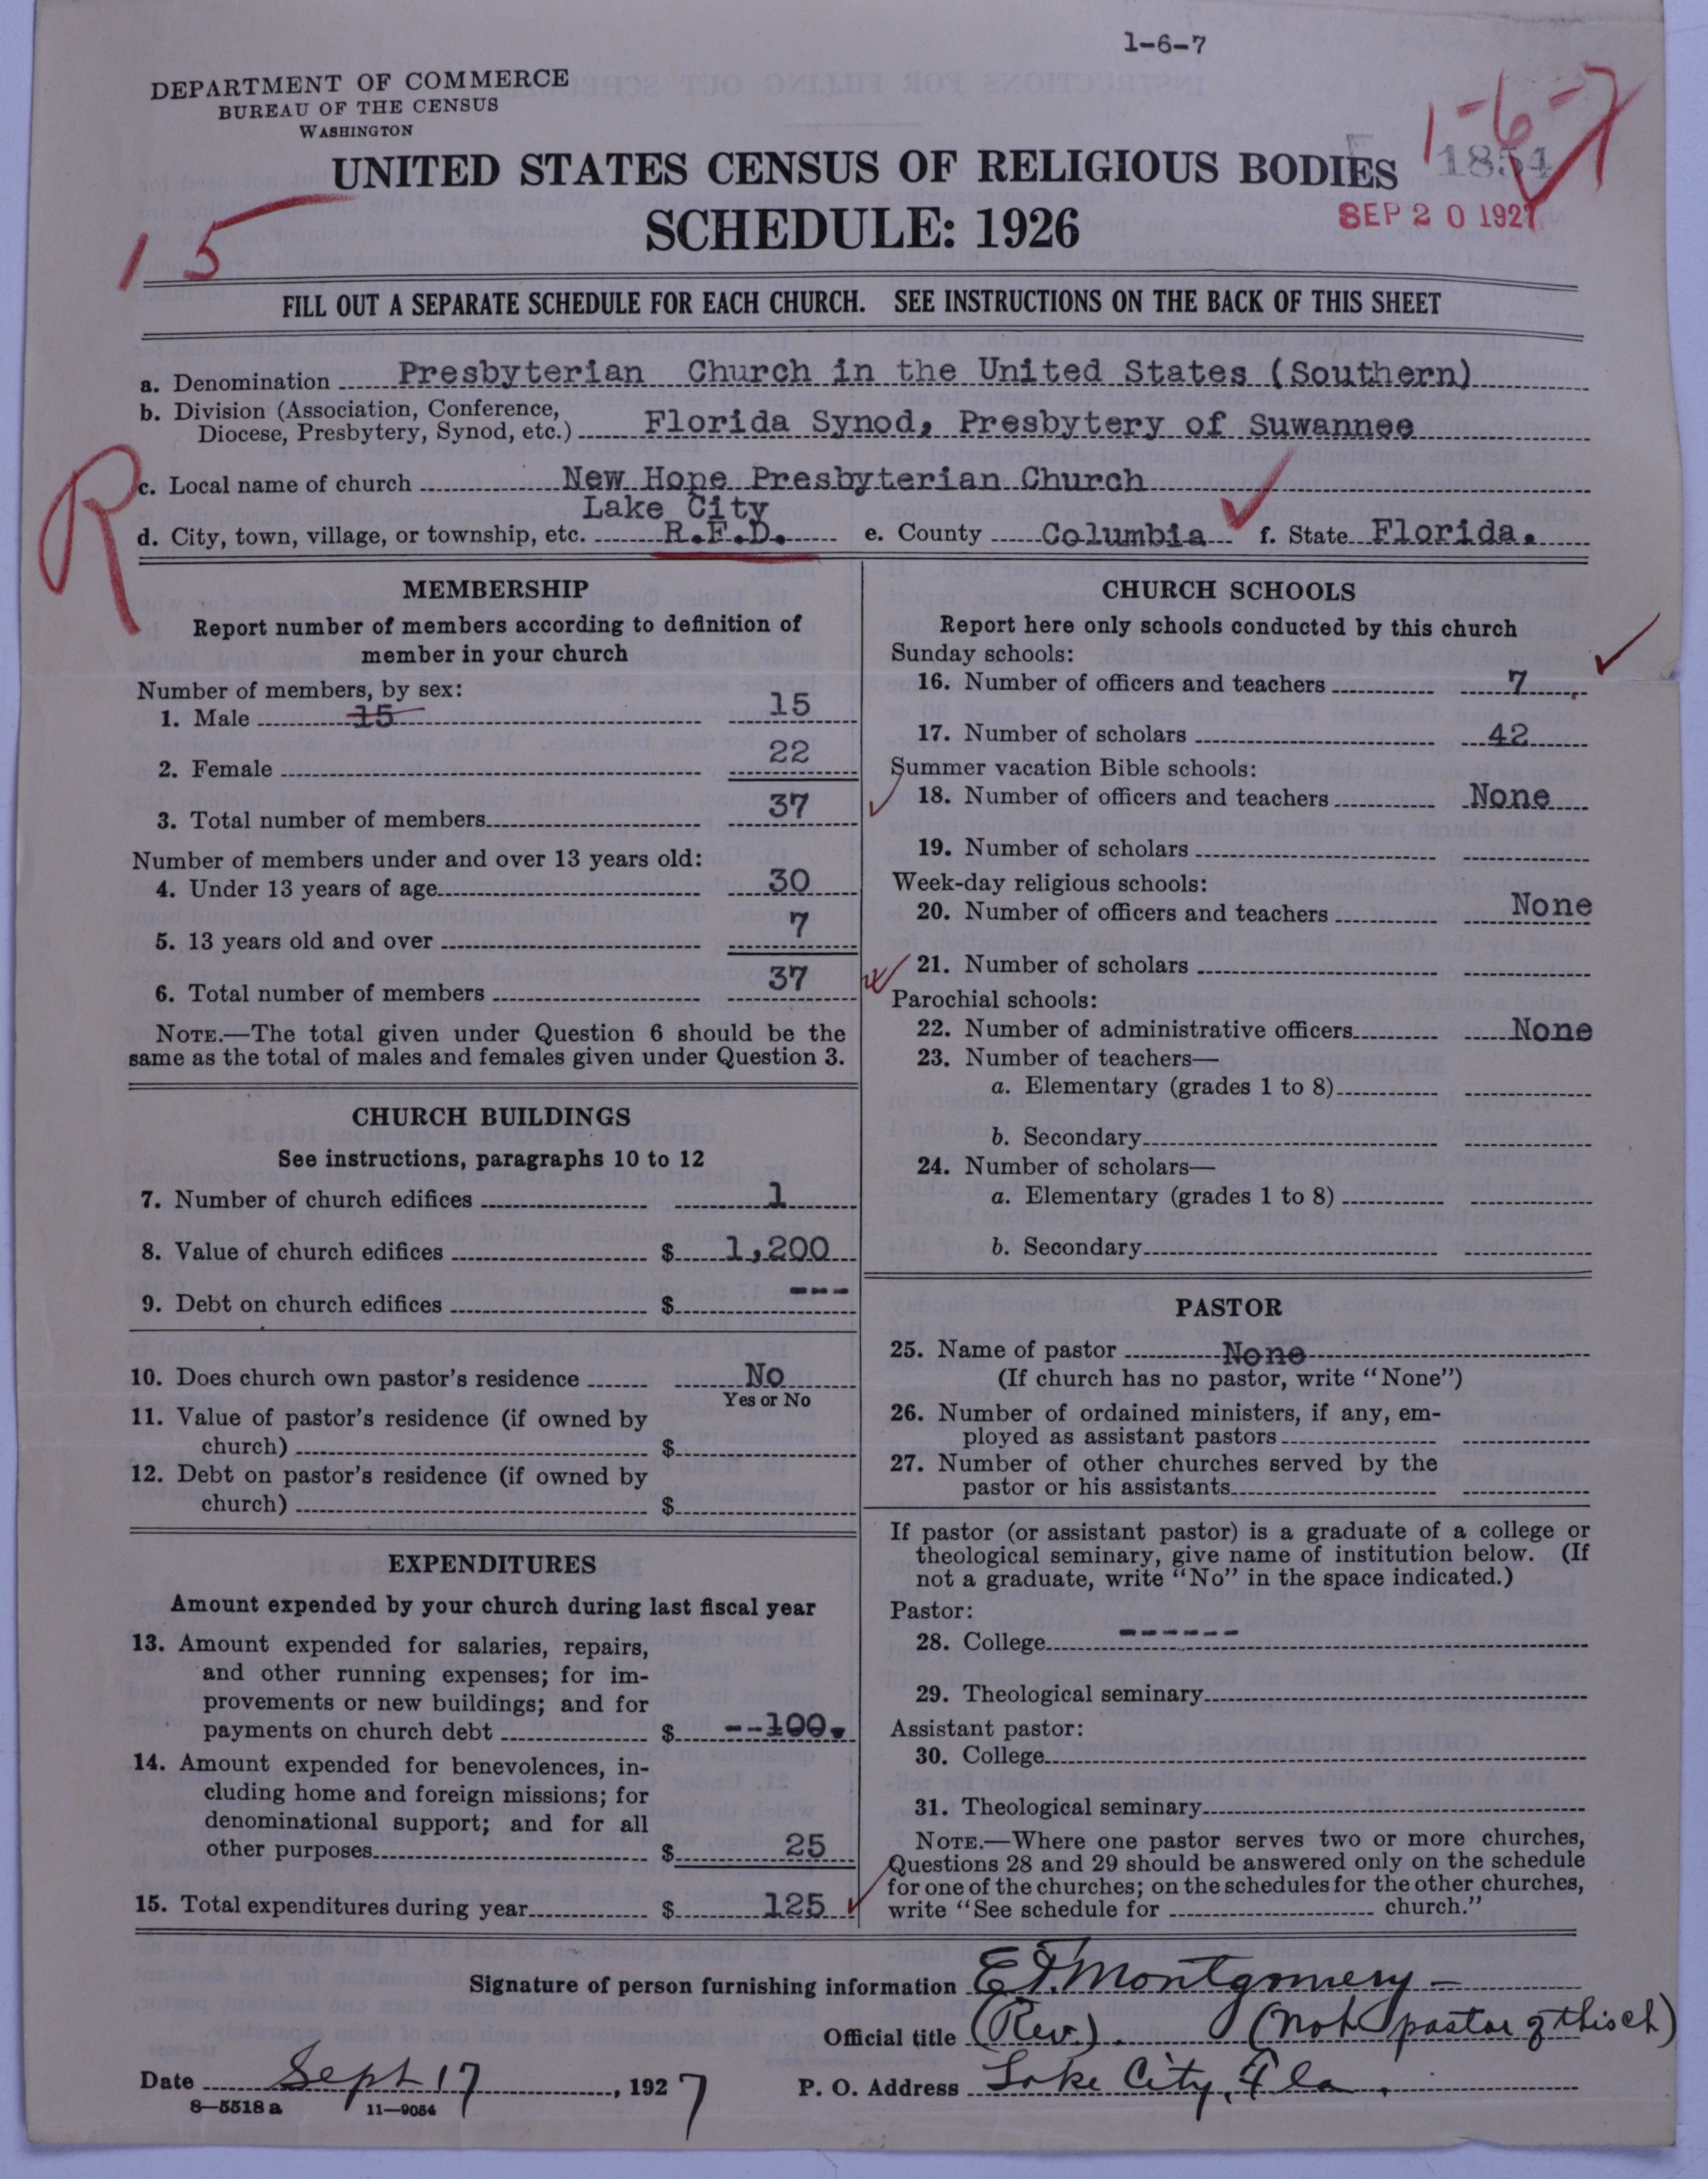 1-6-7
DEPARTMENT OF COMMERCE
BUREAU OF THE CENSUS
WASHINGTON
1-6-7
UNITED STATES CENSUS OF RELIGIOUS BODIES
1854
SCHEDULE: 1926
SEP 20 1927
15
FILL OUT A SEPARATE SCHEDULE FOR EACH CHURCH. SEE INSTRUCTIONS ON THE BACK OF THIS SHEET
a. Denomination Presbyterian Church in the United States (Southern)
b. Division (Association, Conference,
Diocese, Presbytery, Synod, etc.) Florida Synod, Presbytery of Suwannee
R
c. Local name of church New Hope Presbyterian Church
Lake City
d. City, town, village, or township, etc. R.F.D. e. County Columbia f. State Florida.
MEMBERSHIP
Report number of members according to definition of
member in your church
Number of members, by sex:
1. Male 15 15
2. Female 22
3. Total number of members 37
Number of members under and over 13 years old:
4. Under 13 years of age 30
5. 13 years old and over 7
6. Total number of members 37
NOTE.—The total given under Question 6 should be the
same as the total of males and females given under Question 3.
CHURCH BUILDINGS
See instructions, paragraphs 10 to 12
7. Number of church edifices 1
8. Value of church edifices $ 1,200
9. Debt on church edifices $ ---
10. Does church own pastor's residence No
Yes or No
11. Value of pastor's residence (if owned by
church) $
12. Debt on pastor's residence (if owned by
church) $
EXPENDITURES
Amount expended by your church during last fiscal year
13. Amount expended for salaries, repairs,
and other running expenses; for im-
provements or new buildings; and for
payments on church debt $ --100.
14. Amount expended for benevolences, in-
cluding home and foreign missions; for
denominational support; and for all
other purposes $ 25
15. Total expenditures during year $ 125
CHURCH SCHOOLS
Report here only schools conducted by this church
Sunday schools:
16. Number of officers and teachers 7
17. Number of scholars 42
Summer vacation Bible schools:
18. Number of officers and teachers None
19. Number of scholars
Week-day religious schools:
20. Number of officers and teachers None
21. Number of scholars
Parochial schools:
22. Number of administrative officers None
23. Number of teachers—
a. Elementary (grades 1 to 8)
b. Secondary
24. Number of scholars—
a. Elementary (grades 1 to 8)
b. Secondary
PASTOR
25. Name of pastor None
(If church has no pastor, write "None")
26. Number of ordained ministers, if any, em-
ployed as assistant pastors
27. Number of other churches served by the
pastor or his assistants
If pastor (or assistant pastor) is a graduate of a college or
theological seminary, give name of institution below. (If
not a graduate, write "No" in the space indicated.)
Pastor:
28. College ------
29. Theological seminary
Assistant pastor:
30. College
31. Theological seminary
NOTE.—Where one pastor serves two or more churches,
Questions 28 and 29 should be answered only on the schedule
for one of the churches; on the schedules for the other churches,
write "See schedule for church."
Signature of person furnishing information E T Montgomery
Official title (Rev.). (not pastor of this ch)
Date Sept 17, 1927 P. O. Address Lake City, Fla.
8—5518 a 11—9054